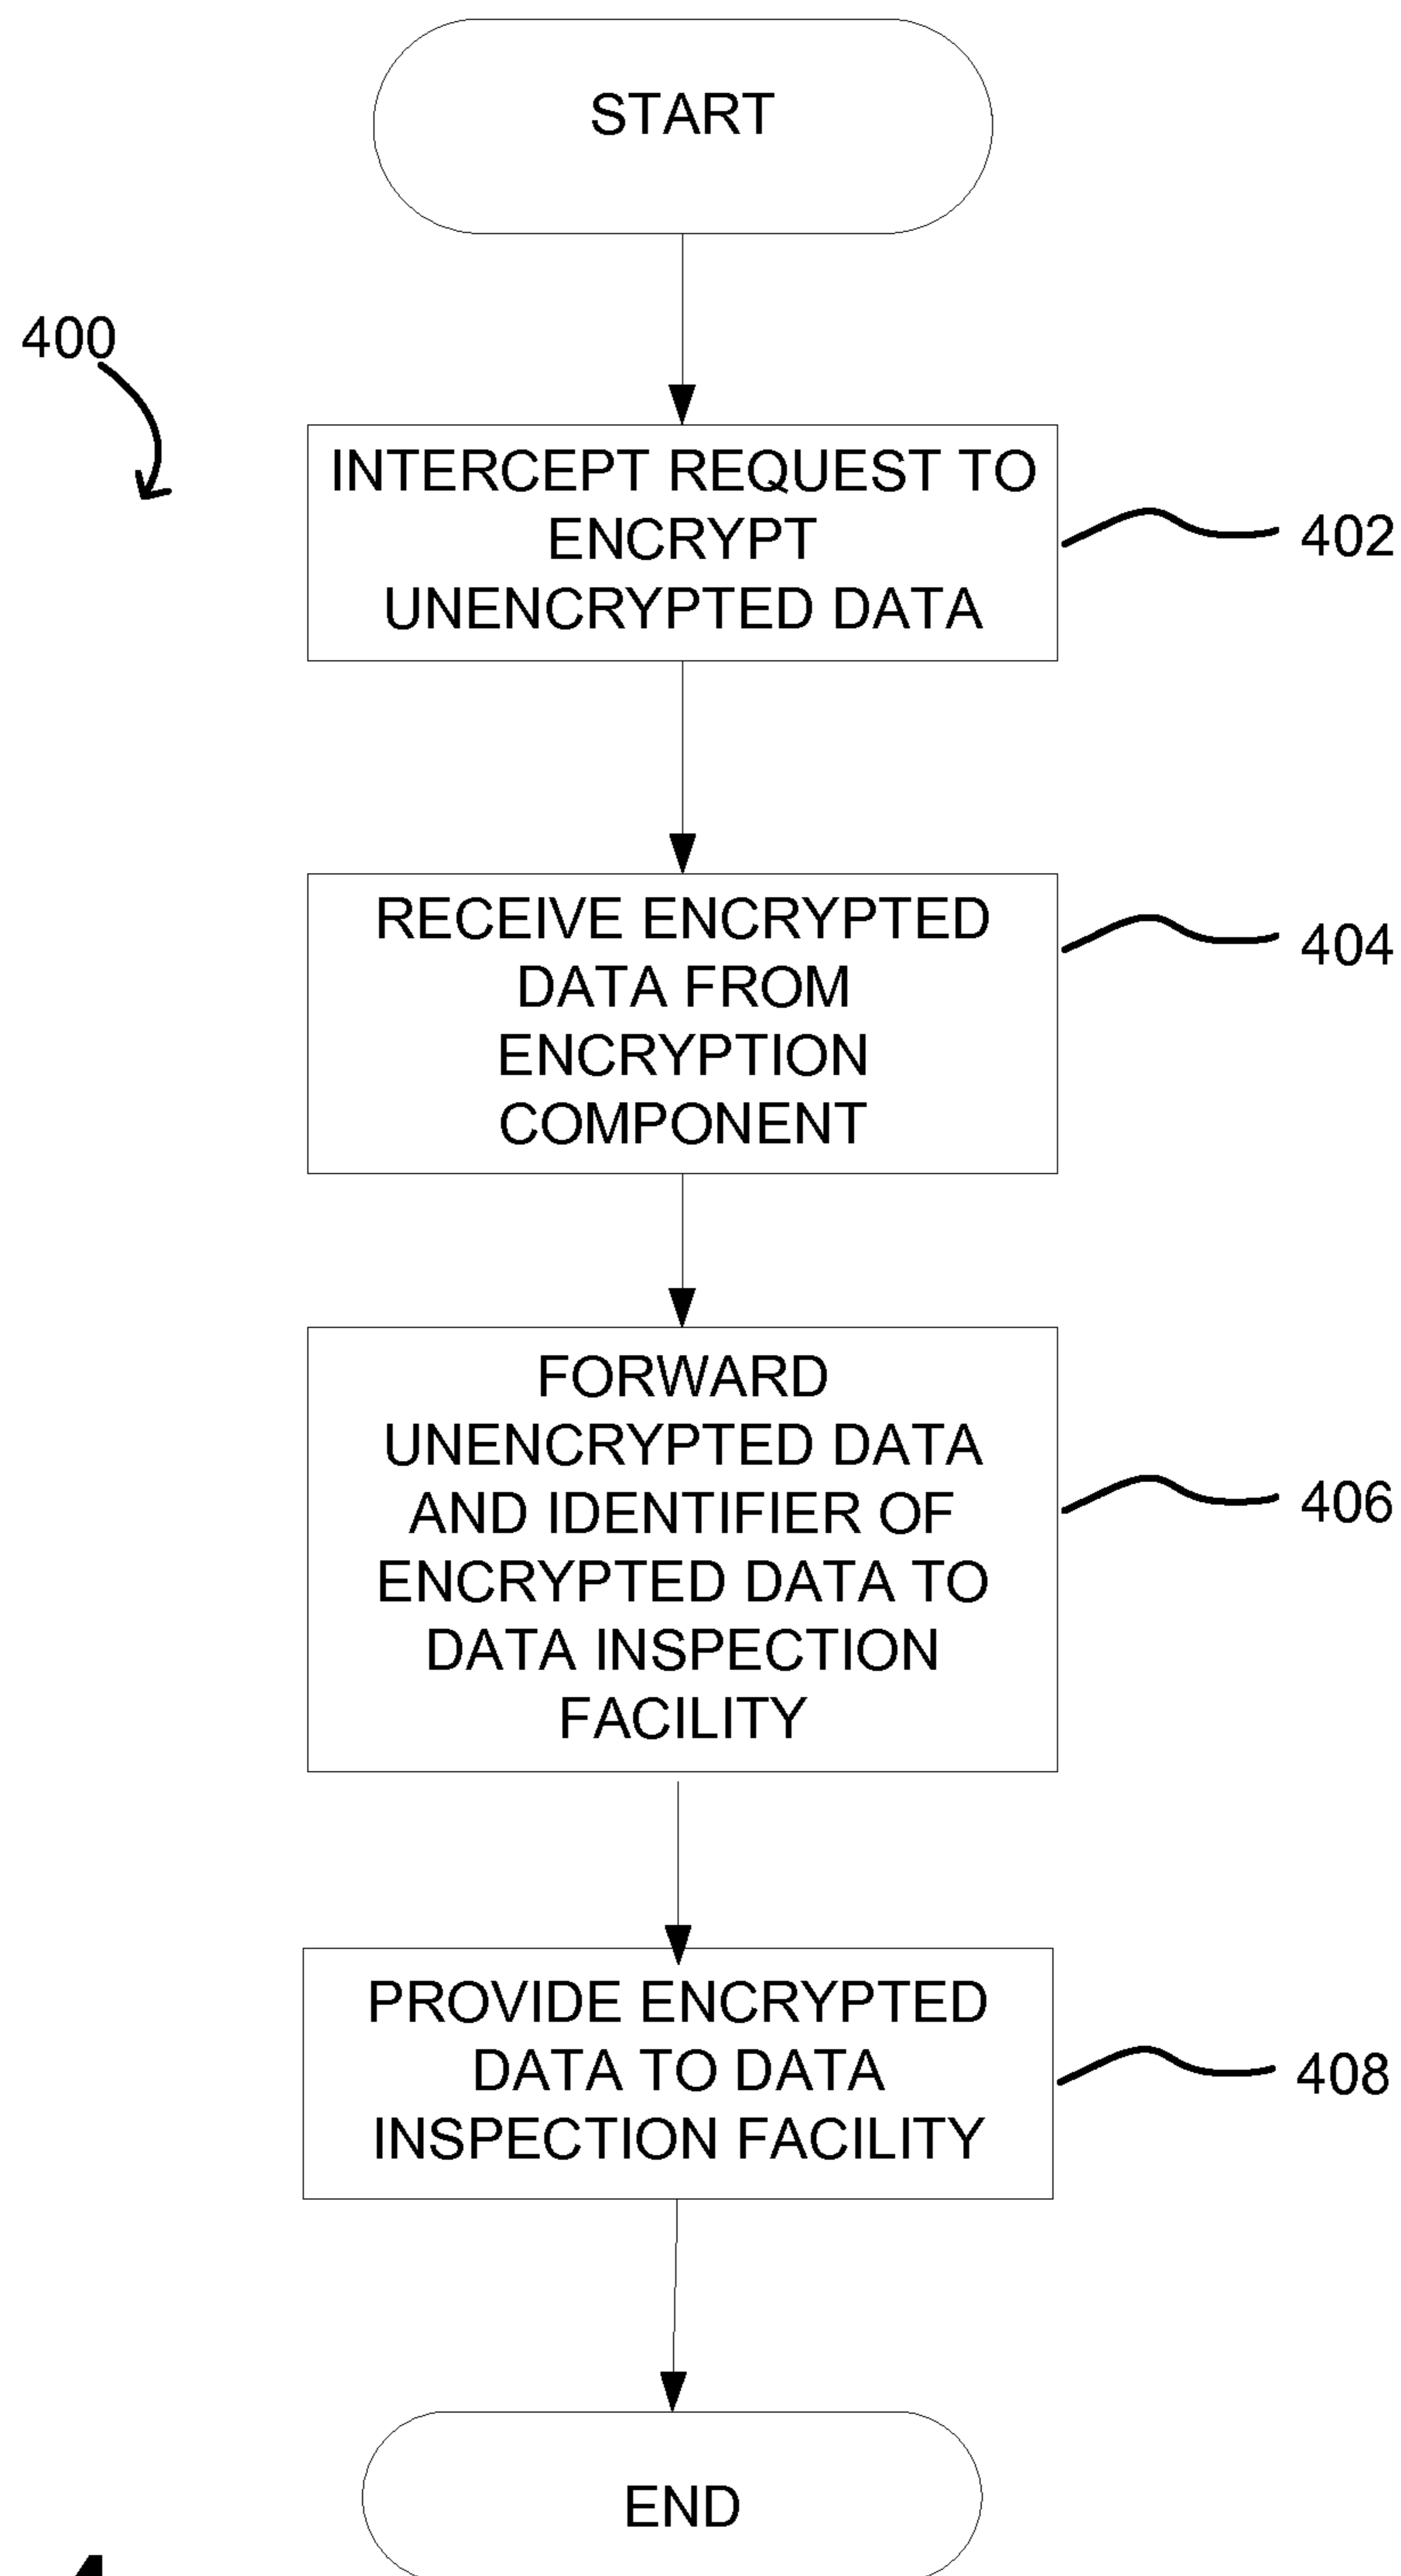 START
400
INTERCEPT REQUEST TO
ENCRYPT
UNENCRYPTED DATA
402
RECEIVE ENCRYPTED
DATA FROM
ENCRYPTION
COMPONENT
404
FORWARD
UNENCRYPTED DATA
AND IDENTIFIER OF
ENCRYPTED DATA TO
DATA INSPECTION
FACILITY
406
PROVIDE ENCRYPTED
DATA TO DATA
INSPECTION FACILITY
408
END